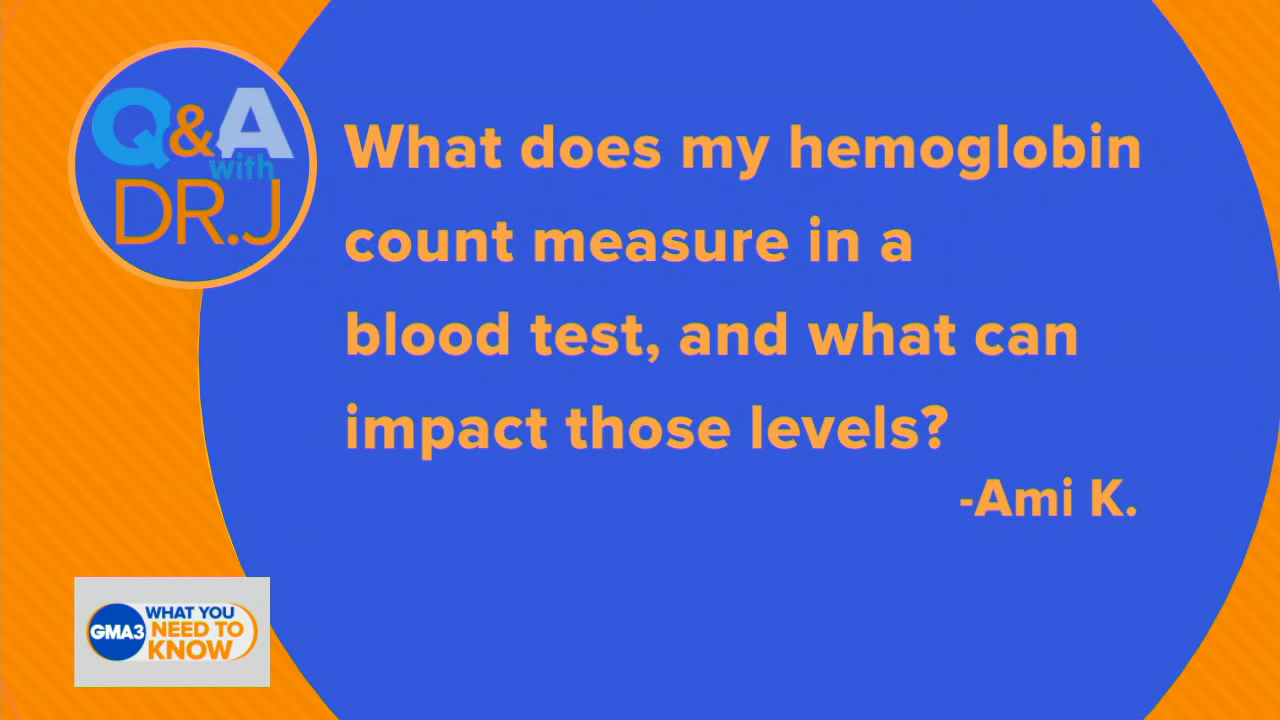 Q&A
with
DR.J
What does my hemoglobin
count measure in a
blood test, and what can
impact those levels?
-Ami K.
GMA3
WHAT YOU
NEED TO
KNOW